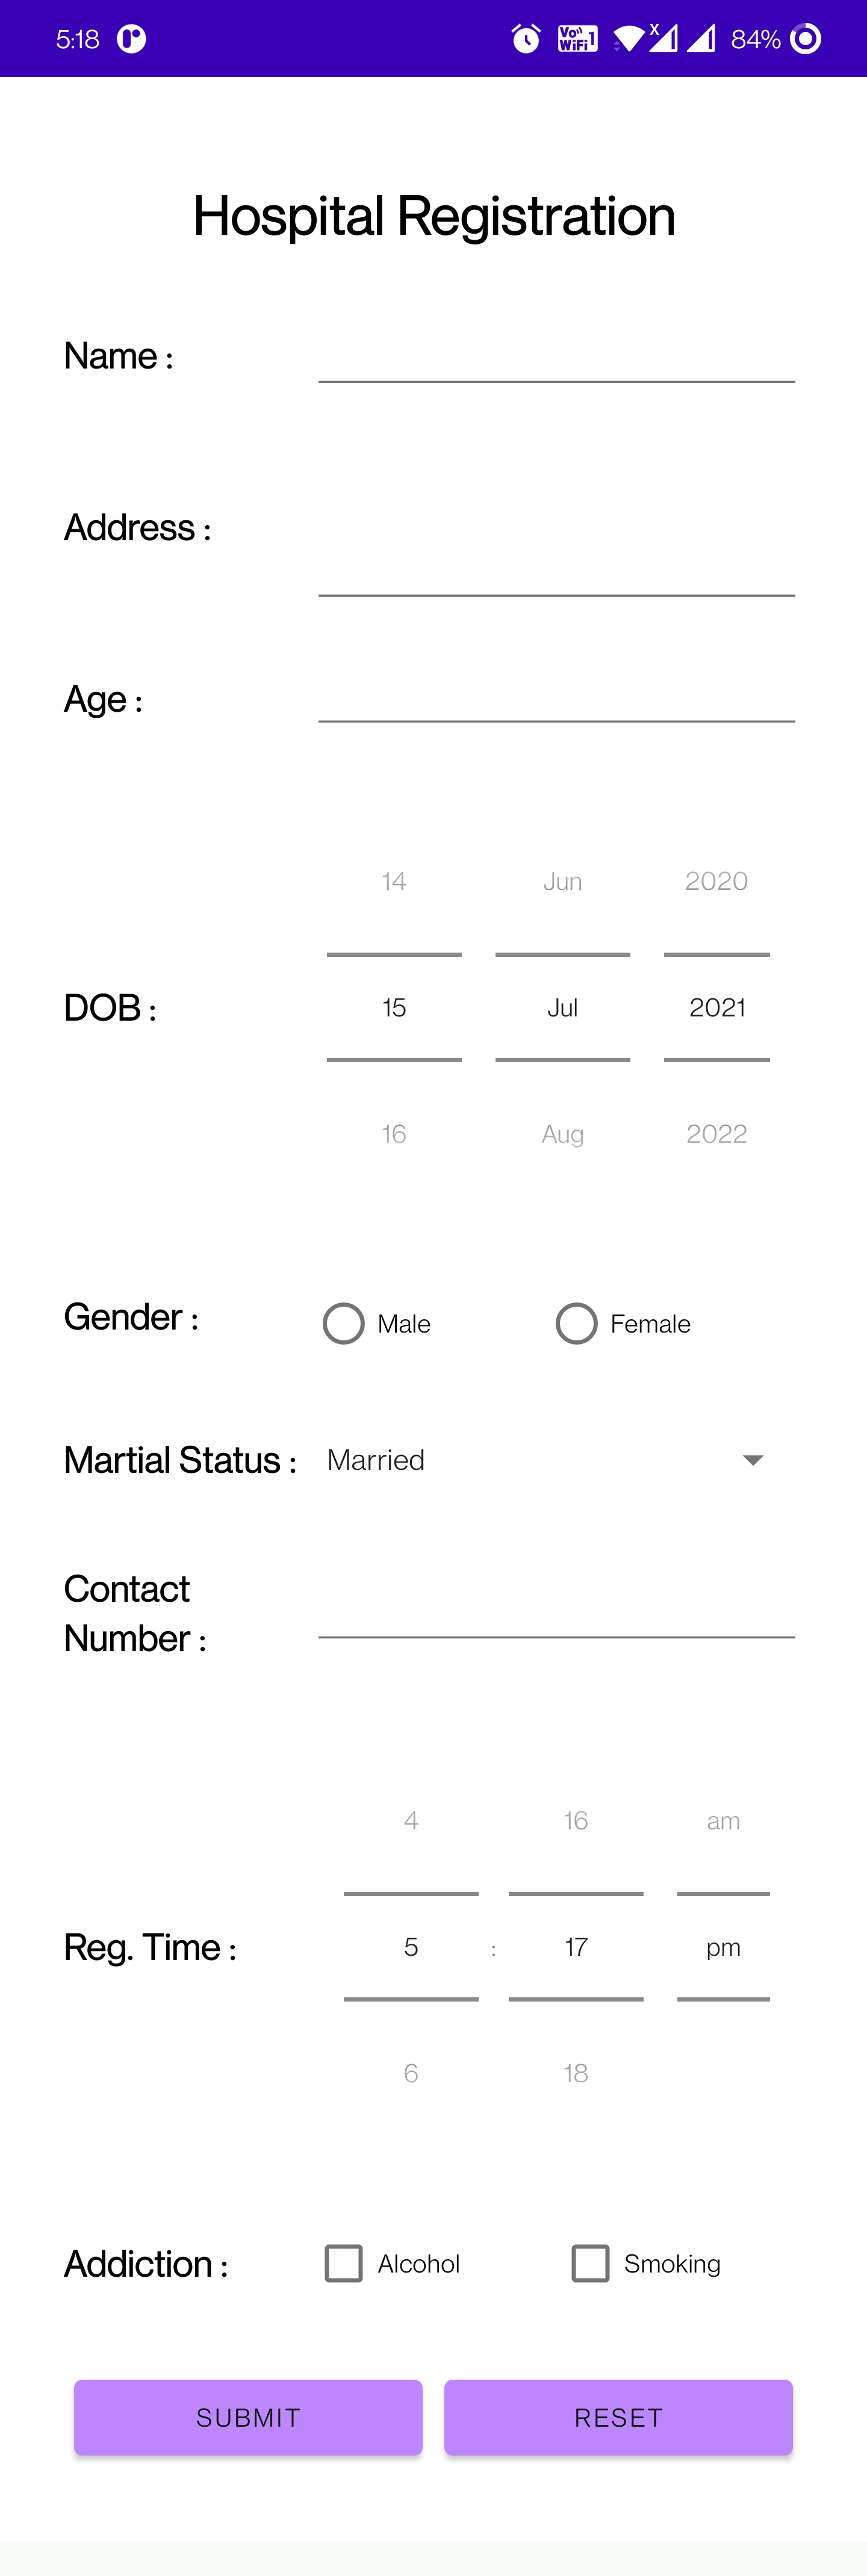 5:18 Vo)) WiFi 1 X 84%
Hospital Registration
Name :
Address :
Age :
14 Jun 2020
DOB : 15 Jul 2021
16 Aug 2022
Gender : Male Female
Martial Status : Married
Contact
Number :
4 16 am
Reg. Time : 5 : 17 pm
6 18
Addiction : Alcohol Smoking
SUBMIT RESET